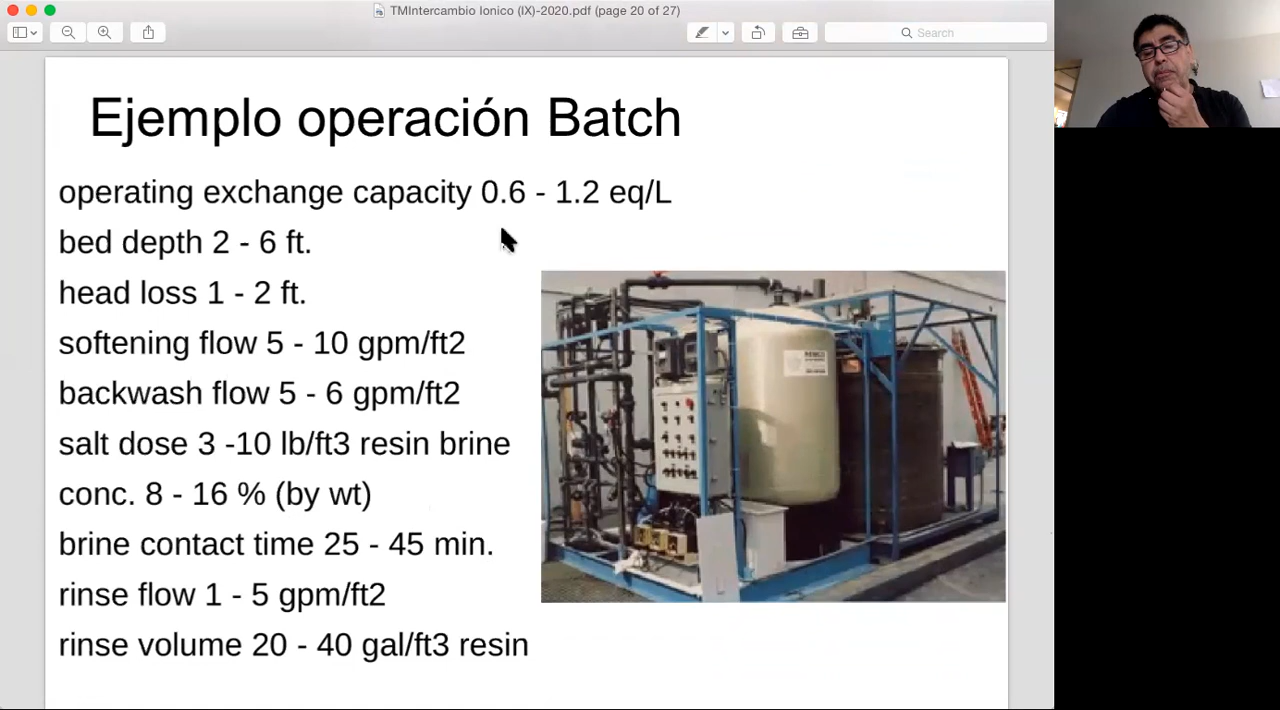 TMIntercambio Ionico (IX)-2020.pdf (page 20 of 27)
Search
Ejemplo operación Batch
operating exchange capacity 0.6 - 1.2 eq/L
bed depth 2 - 6 ft.
head loss 1 - 2 ft.
softening flow 5 - 10 gpm/ft2
backwash flow 5 - 6 gpm/ft2
salt dose 3 -10 lb/ft3 resin brine
conc. 8 - 16 % (by wt)
brine contact time 25 - 45 min.
rinse flow 1 - 5 gpm/ft2
rinse volume 20 - 40 gal/ft3 resin